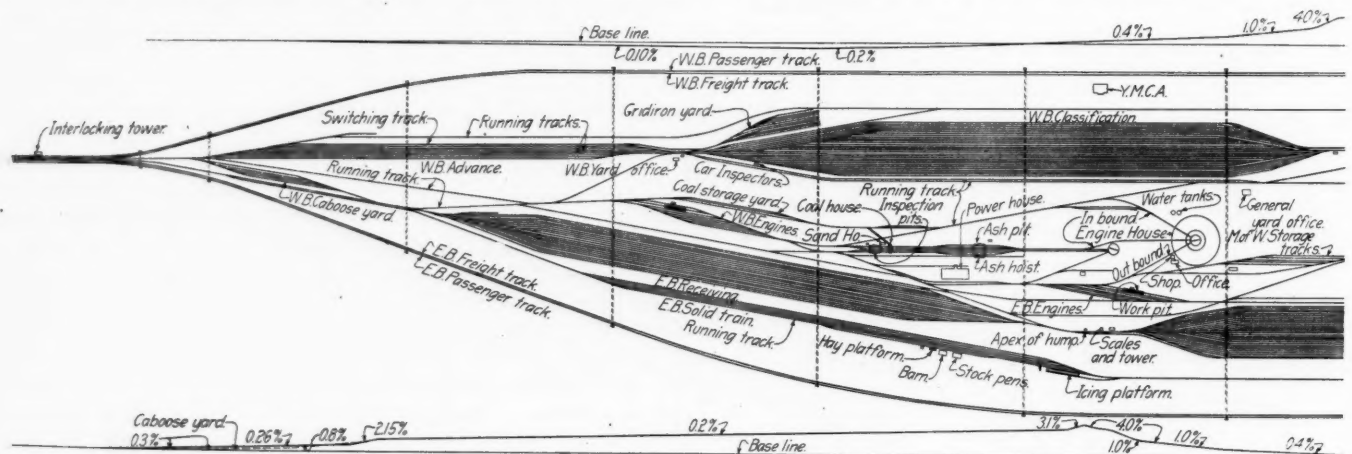 Base line.
0.4%
1.0%
4.0%
0.10%
0.2%
W.B. Passenger track.
W.B. Freight track.
Y.M.C.A.
Gridiron yard.
Interlocking tower.
Switching track.
Running tracks.
W.B. Classification.
Running track.
W.B. Advance.
W.B. Yard office.
Car Inspectors.
W.B. Caboose yard.
Coal storage yard.
Coal house.
Running track.
Inspection
pits.
Power house.
Water tanks.
General
yard office.
W.B. Engines.
Sand Ho.
Ash pit.
In bound
Engine House
M. of W. Storage
tracks.
Ash hoist.
Out bound
Shop.
Office.
E.B. Freight track.
E.B. Passenger track.
E.B. Receiving.
E.B. Solid train.
Running track.
E.B. Engines.
Work pit.
Hay platform.
Barn.
Stock pens.
Apex of hump.
Scales
and tower.
Icing platform.
Caboose yard.
0.3%
0.26%
0.8%
2.15%
0.2%
3.1%
4.0%
1.0%
1.0%
0.4%
Base line.